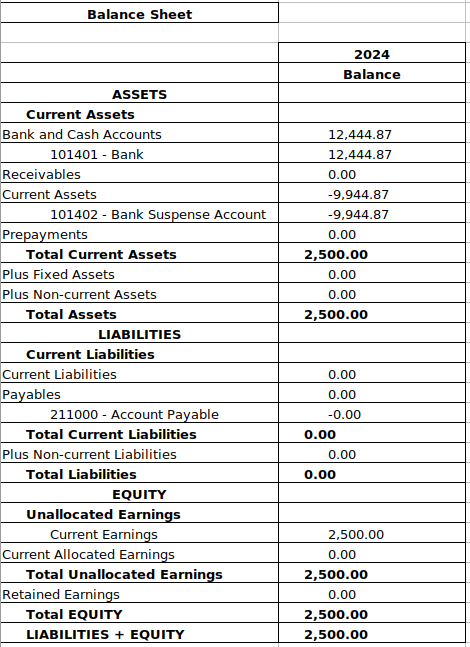 Balance Sheet
2024
Balance
ASSETS
Current Assets
Bank and Cash Accounts 12,444.87
101401 - Bank 12,444.87
Receivables 0.00
Current Assets -9,944.87
101402 - Bank Suspense Account -9,944.87
Prepayments 0.00
Total Current Assets 2,500.00
Plus Fixed Assets 0.00
Plus Non-current Assets 0.00
Total Assets 2,500.00
LIABILITIES
Current Liabilities
Current Liabilities 0.00
Payables 0.00
211000 - Account Payable -0.00
Total Current Liabilities 0.00
Plus Non-current Liabilities 0.00
Total Liabilities 0.00
EQUITY
Unallocated Earnings
Current Earnings 2,500.00
Current Allocated Earnings 0.00
Total Unallocated Earnings 2,500.00
Retained Earnings 0.00
Total EQUITY 2,500.00
LIABILITIES + EQUITY 2,500.00